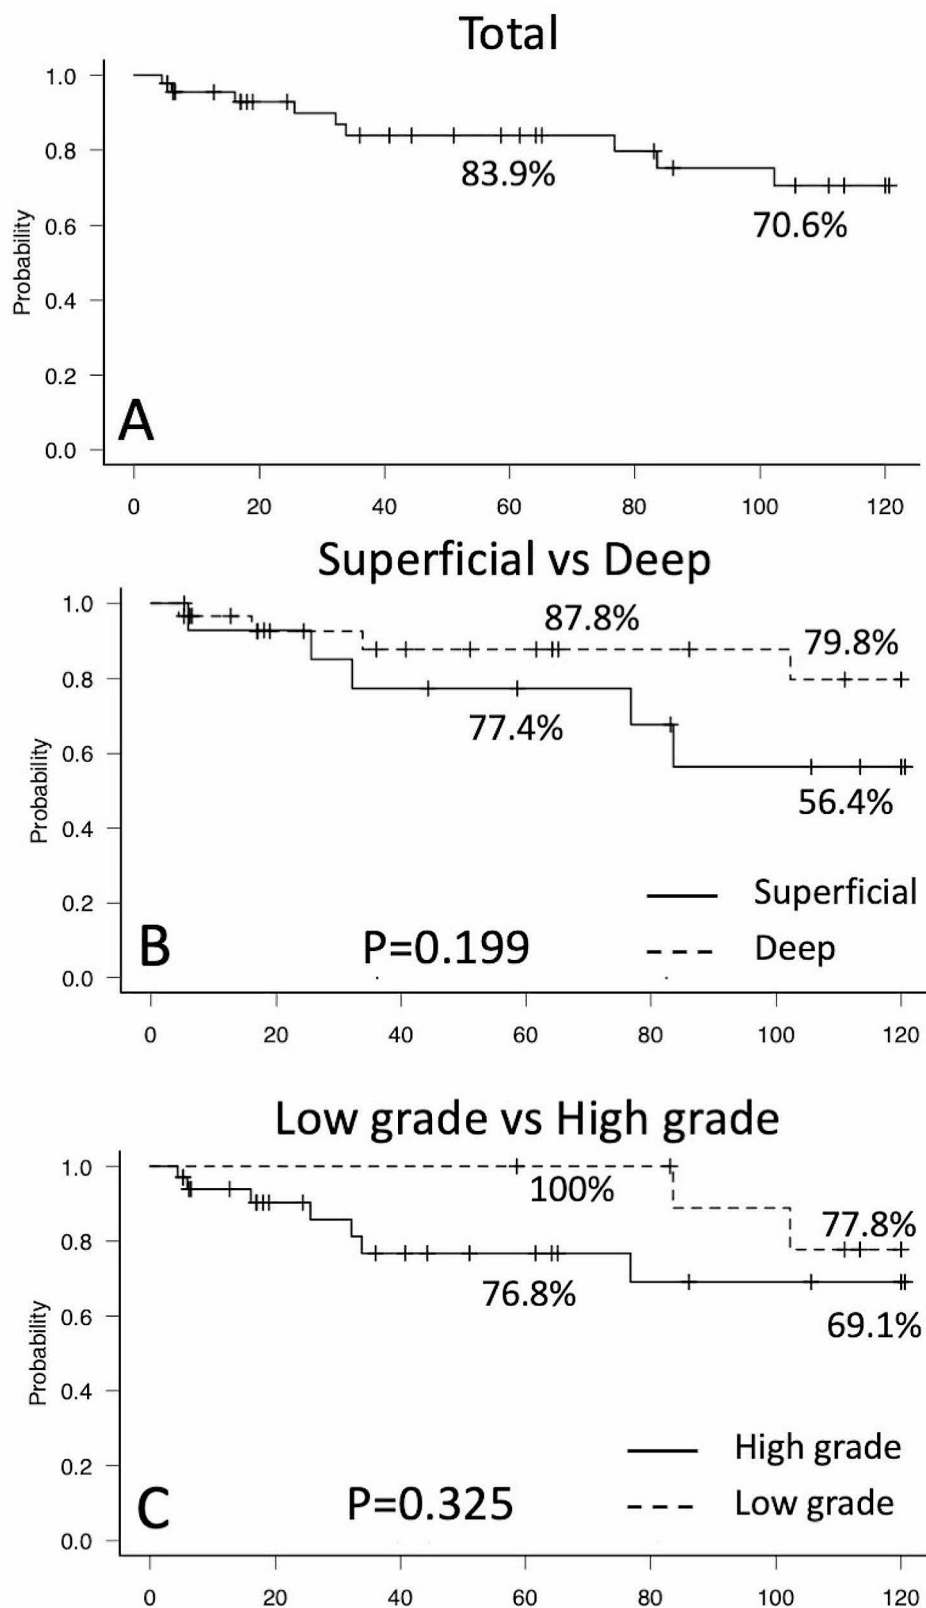 Total
1.0
0.8
83.9%
0.6
70.6%
Probability
0.4
0.2
A
0.0
0 20 40 60 80 100 120
Superficial vs Deep
1.0
87.8%
79.8%
0.8
77.4%
0.6
Probability
56.4%
0.4
0.2
Superficial
B
P=0.199
Deep
0.0
0 20 40 60 80 100 120
Low grade vs High grade
1.0
100%
77.8%
0.8
76.8%
0.6
69.1%
Probability
0.4
0.2
High grade
C
P=0.325
Low grade
0.0
0 20 40 60 80 100 120